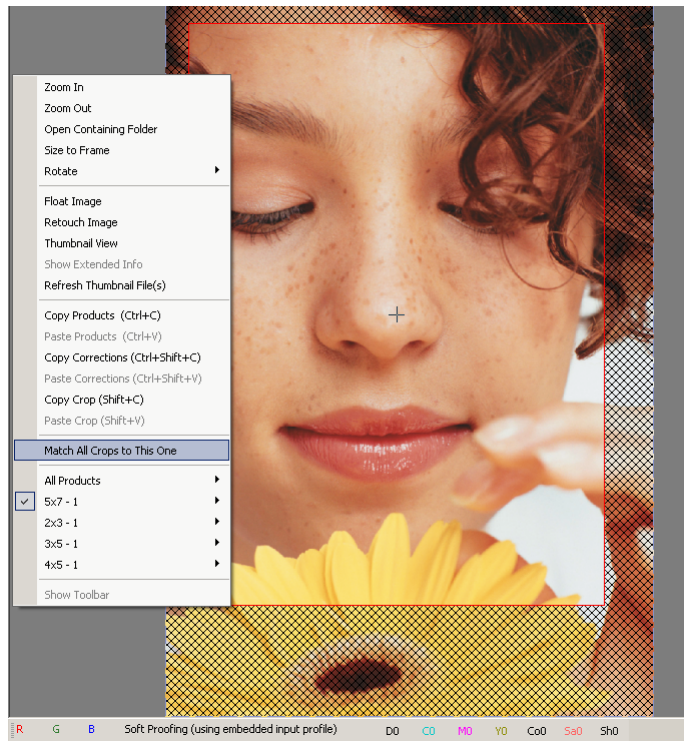 Zoom In
Zoom Out
Open Containing Folder
Size to Frame
Rotate
Float Image
Retouch Image
Thumbnail View
Show Extended Info
Refresh Thumbnail File(s)
Copy Products  (Ctrl+C)
Paste Products  (Ctrl+V)
Copy Corrections (Ctrl+Shift+C)
Paste Corrections (Ctrl+Shift+V)
Copy Crop (Shift+C)
Paste Crop (Shift+V)
Match All Crops to This One
All Products
5x7 - 1
2x3 - 1
3x5 - 1
4x5 - 1
Show Toolbar
R G B Soft Proofing (using embedded input profile) D0 C0 M0 Y0 Co0 Sa0 Sh0